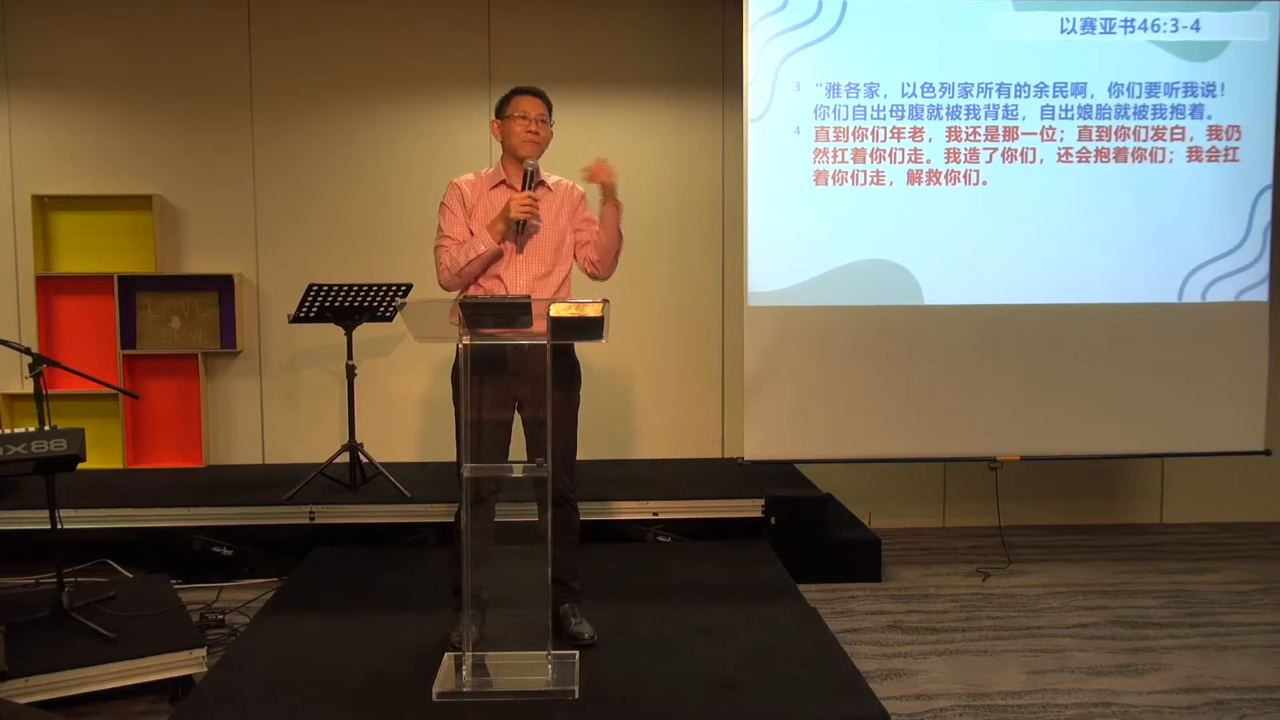 以赛亚书46:3-4
3 “雅各家，以色列家所有的余民啊，你们要听我说！
你们自出母腹就被我背起，自出娘胎就被我抱着。
4 直到你们年老，我还是那一位；直到你们发白，我仍
然扛着你们走。我造了你们，还会抱着你们；我会扛
着你们走，解救你们。
LOVE
X88